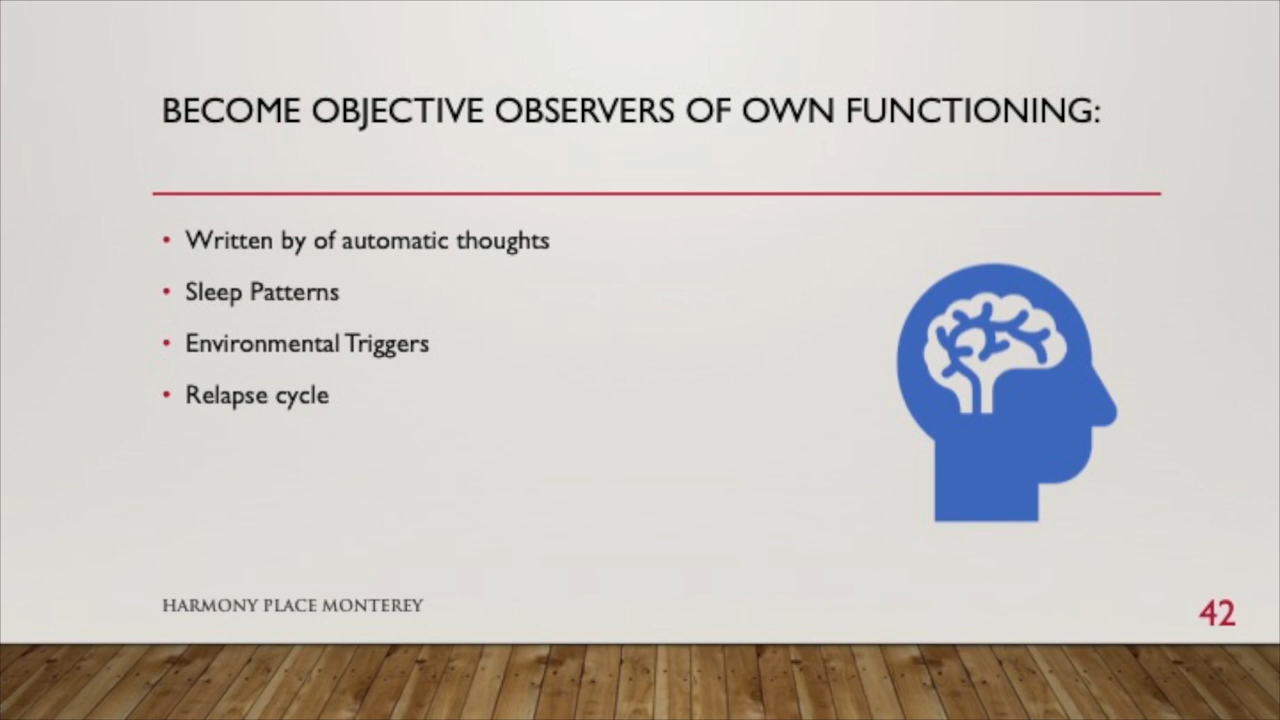 BECOME OBJECTIVE OBSERVERS OF OWN FUNCTIONING:
• Written by of automatic thoughts
• Sleep Patterns
• Environmental Triggers
• Relapse cycle
HARMONY PLACE MONTEREY
42